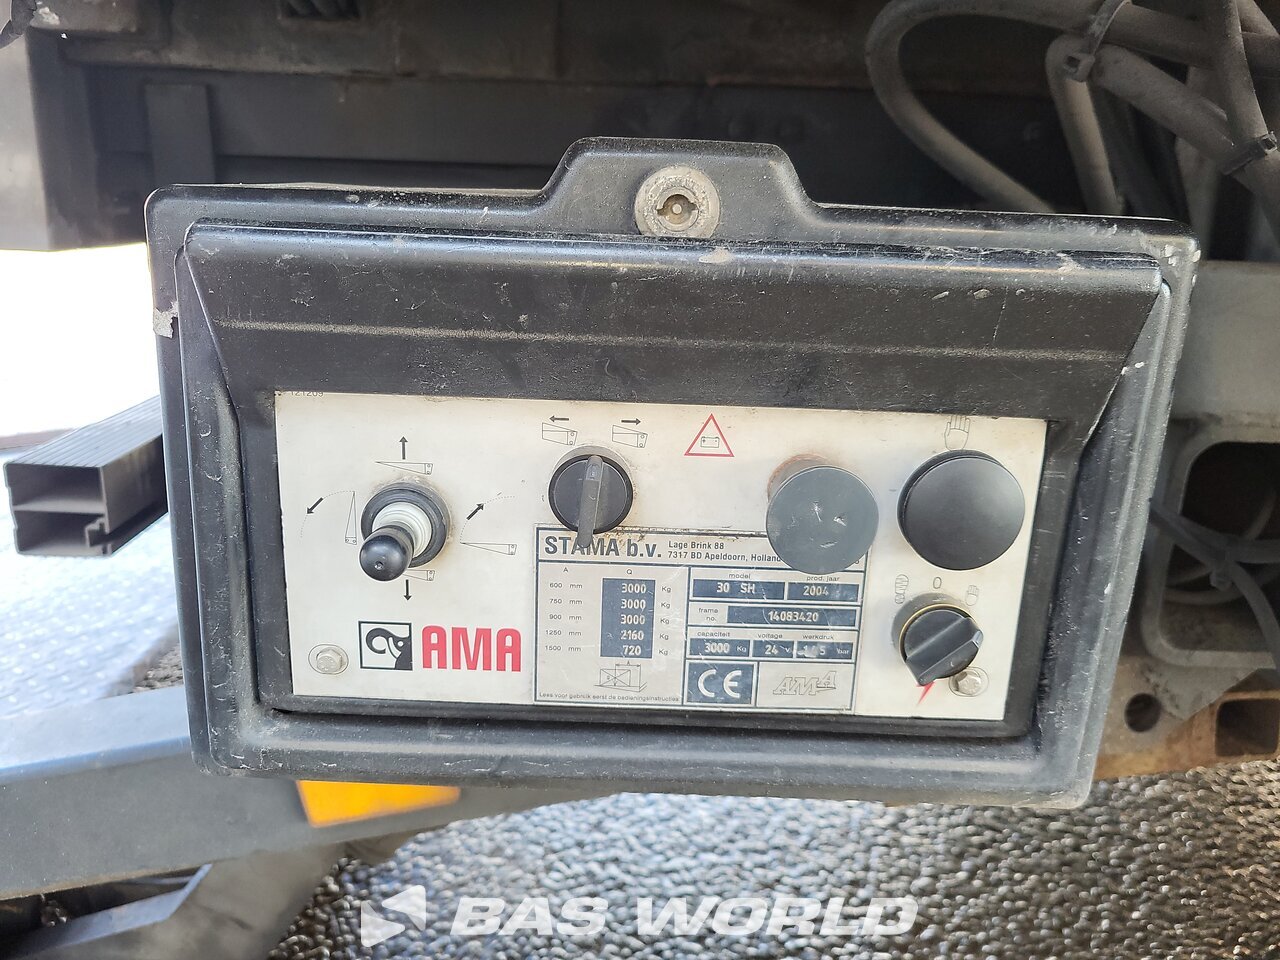 121209
STAMA b.v. Lage Brink 88
7317 BD Apeldoorn, Holland
A Q
600 mm 3000 Kg
750 mm 3000 Kg
900 mm 3000 Kg
1250 mm 2160 Kg
1500 mm 720 Kg
A
Q
Lees voor gebruik eerst de bedieningsinstructies
model prod. jaar
30 SH 2004
frame no. 14083420
capaciteit voltage werkdruk
3000 Kg 24 v bar
CE
AMA
0
AMA
BAS WORLD